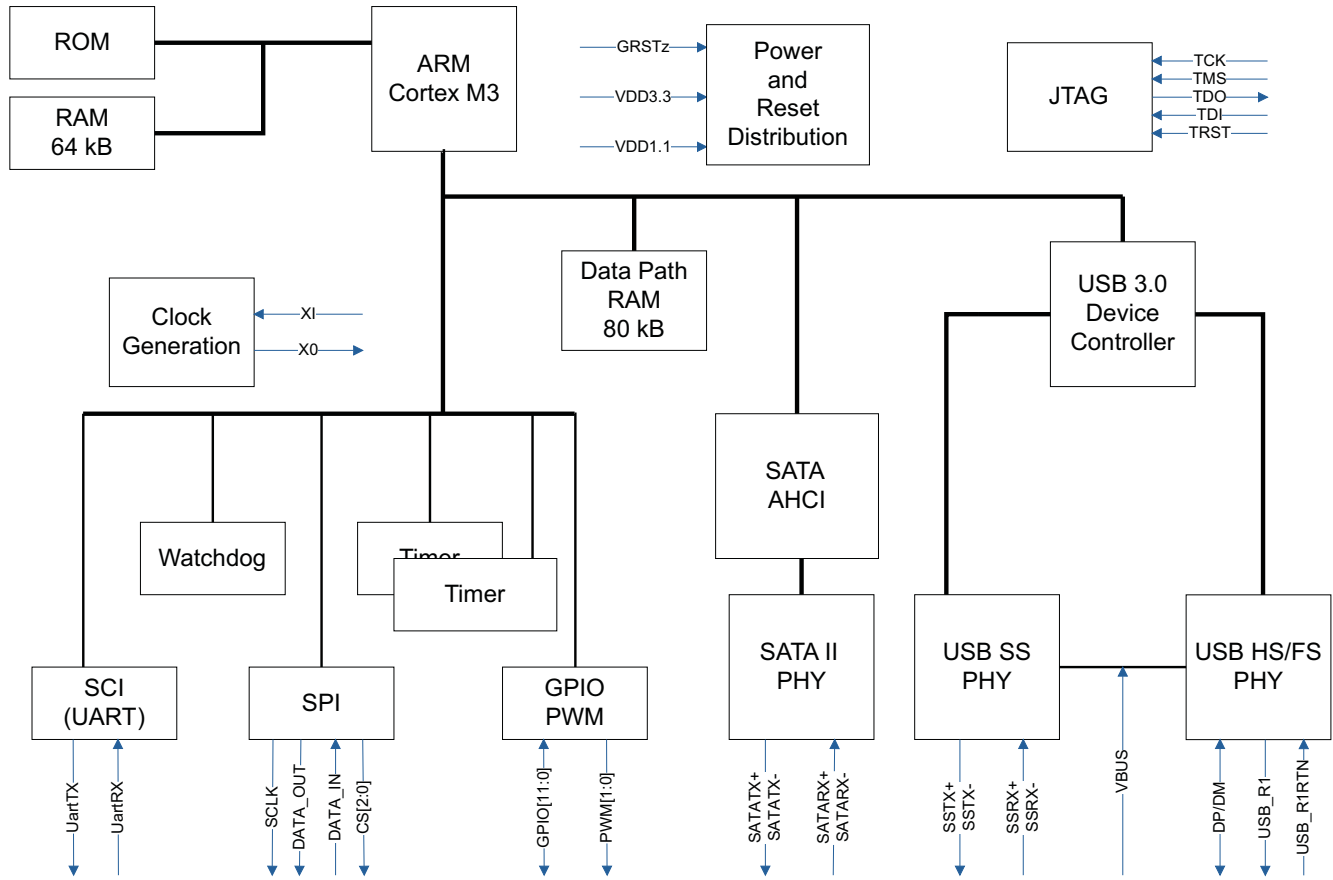 ROM
RAM
64 kB
ARM
Cortex M3
GRSTz
VDD3.3
VDD1.1
Power
and
Reset
Distribution
JTAG
TCK
TMS
TDO
TDI
TRST
Clock
Generation
XI
X0
Data Path
RAM
80 kB
USB 3.0
Device
Controller
SATA
AHCI
Watchdog
Timer
Timer
SCI
(UART)
SPI
GPIO
PWM
SATA II
PHY
USB SS
PHY
USB HS/FS
PHY
UartTX
UartRX
SCLK
DATA_OUT
DATA_IN
CS[2:0]
GPIO[11:0]
PWM[1:0]
SATATX+
SATATX-
SATARX+
SATARX-
SSTX+
SSTX-
SSRX+
SSRX-
VBUS
DP/DM
USB_R1
USB_R1RTN